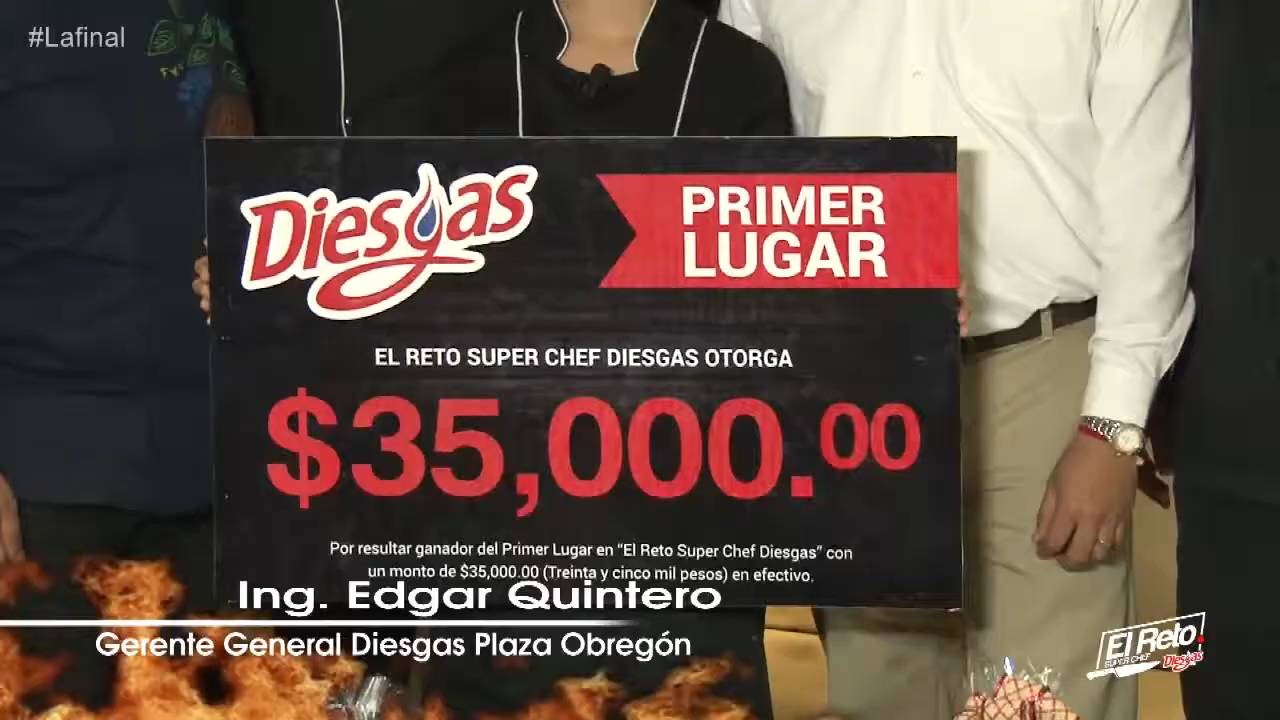 #Lafinal
Diesgas
PRIMER
LUGAR
EL RETO SUPER CHEF DIESGAS OTORGA
$35,000.00
Por resultar ganador del Primer Lugar en “El Reto Super Chef Diesgas” con
un monto de $35,000.00 (Treinta y cinco mil pesos) en efectivo.
Ing. Edgar Quintero
Gerente General Diesgas Plaza Obregón
El Reto
SUPER CHEF Diesgas